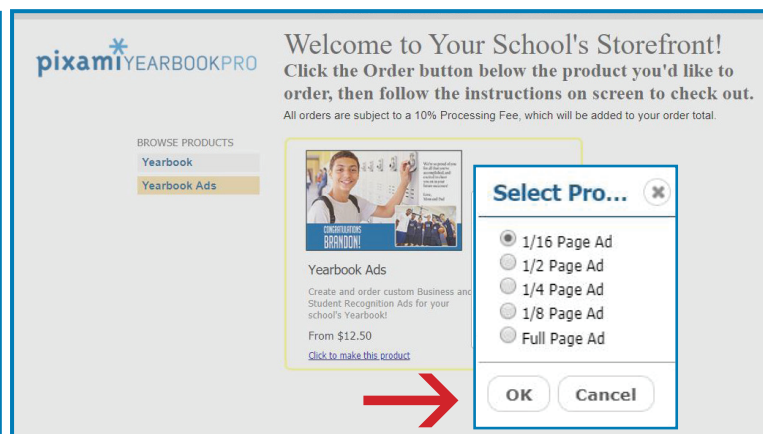 pixami YEARBOOKPRO
Welcome to Your School's Storefront!
Click the Order button below the product you'd like to
order, then follow the instructions on screen to check out.
All orders are subject to a 10% Processing Fee, which will be added to your order total.
BROWSE PRODUCTS
Yearbook
Yearbook Ads
CONGRATULATIONS
BRANDON!
Yearbook Ads
Create and order custom Business and
Student Recognition Ads for your
school's Yearbook!
From $12.50
Click to make this product
Select Pro...
1/16 Page Ad
1/2 Page Ad
1/4 Page Ad
1/8 Page Ad
Full Page Ad
OK
Cancel